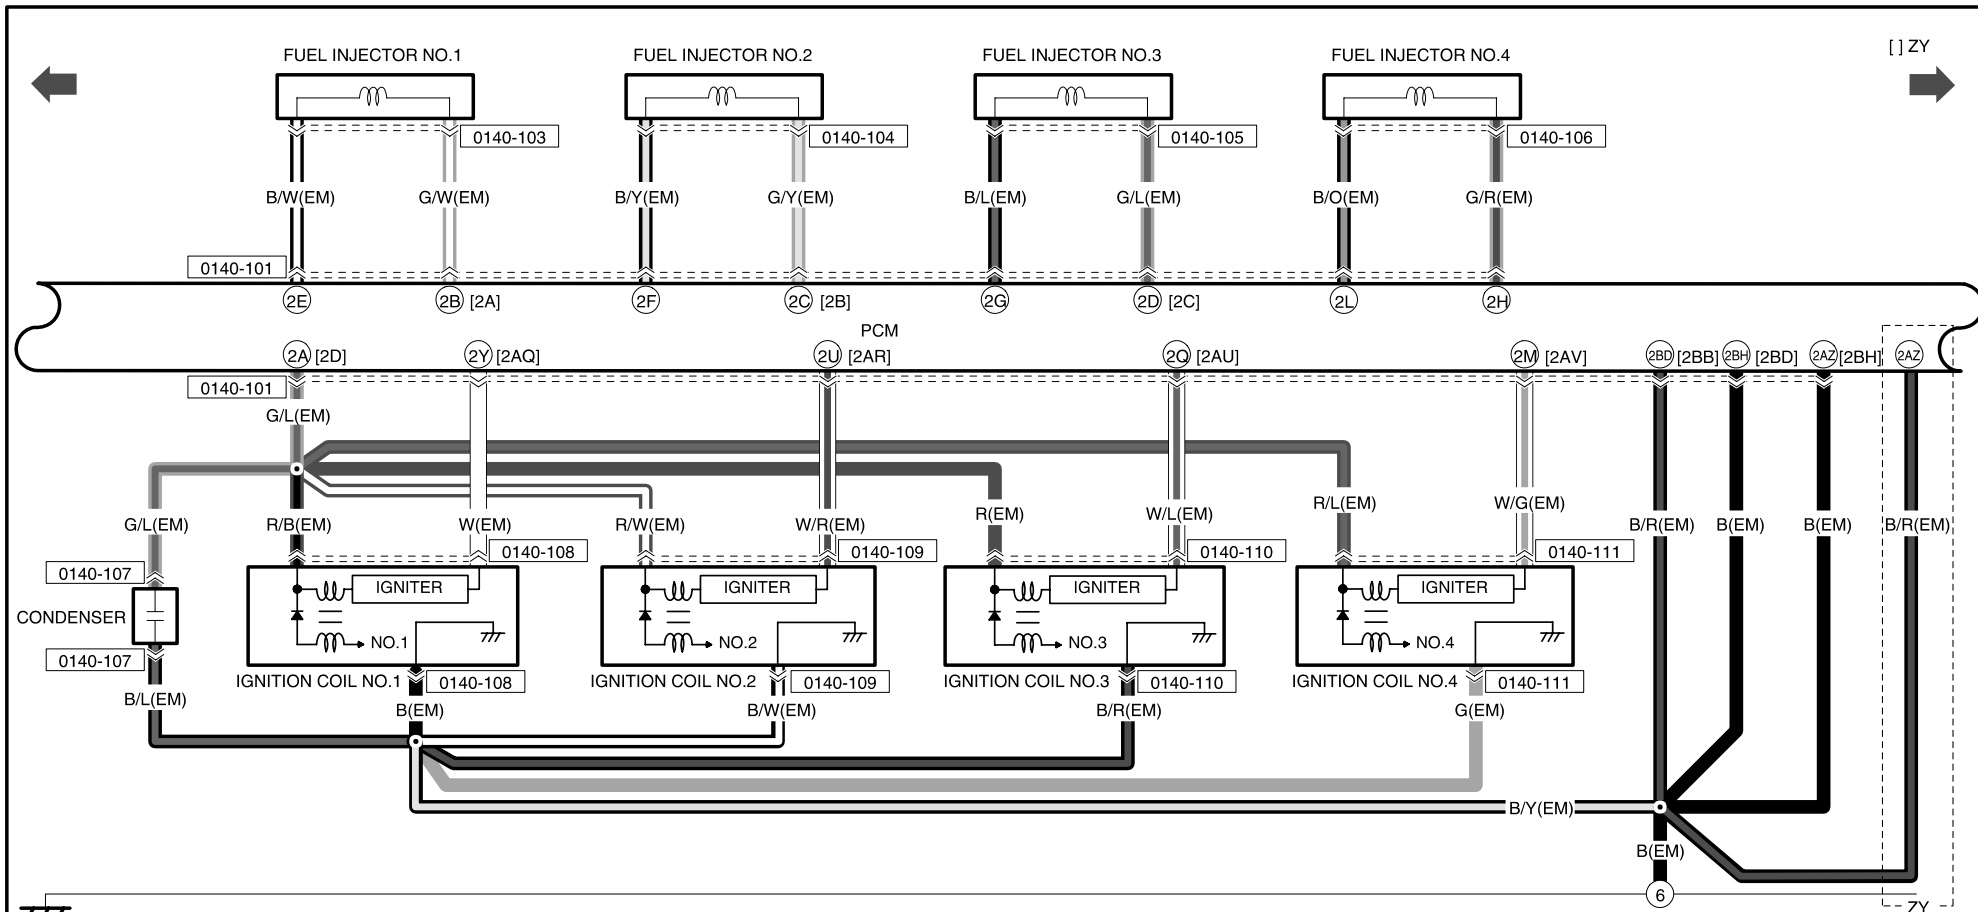 [ ] ZY
FUEL INJECTOR NO.1 FUEL INJECTOR NO.2 FUEL INJECTOR NO.3 FUEL INJECTOR NO.4
0140-103 0140-104 0140-105 0140-106
B/W(EM) G/W(EM) B/Y(EM) G/Y(EM) B/L(EM) G/L(EM) B/O(EM) G/R(EM)
0140-101
2E 2B [2A] 2F 2C [2B] 2G 2D [2C] 2L 2H
PCM
2A [2D] 2Y [2AQ] 2U [2AR] 2Q [2AU] 2M [2AV] 2BD [2BB] 2BH [2BD] 2AZ [2BH] 2AZ
0140-101
G/L(EM)
R/L(EM) W/G(EM)
R(EM) W/L(EM)
G/L(EM) R/B(EM) W(EM) R/W(EM) W/R(EM) B/R(EM) B(EM) B(EM) B/R(EM)
0140-108 0140-109 0140-110 0140-111
0140-107
IGNITER IGNITER IGNITER IGNITER
CONDENSER
NO.1 NO.2 NO.3 NO.4
0140-107
IGNITION COIL NO.1 0140-108 IGNITION COIL NO.2 0140-109 IGNITION COIL NO.3 0140-110 IGNITION COIL NO.4 0140-111
B/L(EM)
B(EM) B/W(EM) B/R(EM) G(EM)
B/Y(EM)
B(EM)
6
ZY